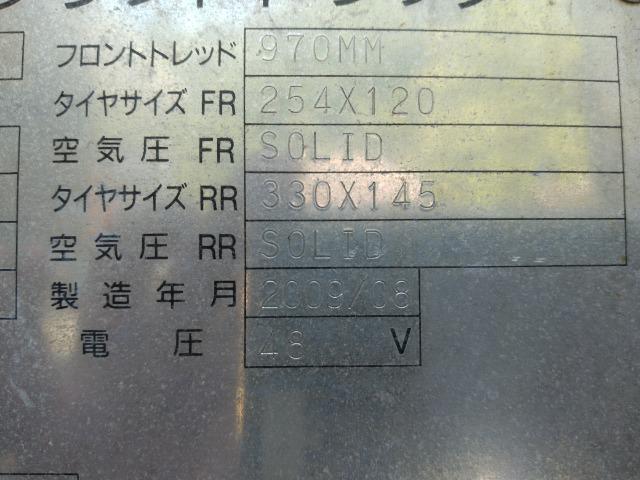 フロントトレッド 970MM
タイヤサイズ FR 254X120
空気圧 FR SOLID
タイヤサイズ RR 330X145
空気圧 RR SOLID
製造年月 2009/08
電圧 48 V